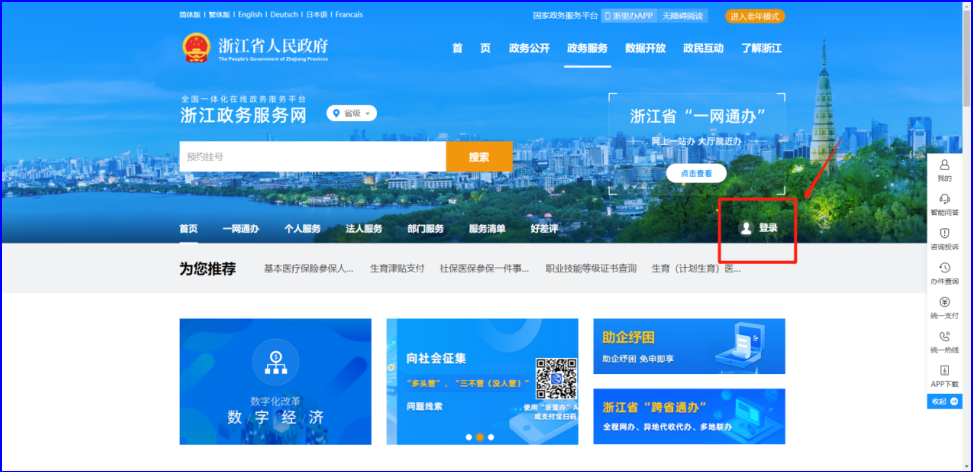 简体版 | 繁体版 | English | Deutsch | 日本语 | Francais
国家政务服务平台 浙里办APP 无障碍阅读 进入老年模式
浙江省人民政府
The People's Government of Zhejiang Province
首 页 政务公开 政务服务 数据开放 政民互动 了解浙江
全国一体化在线政务服务平台
浙江政务服务网 省级
预约挂号 搜索
浙江省“一网通办”
网上一站办 大厅就近办
点击查看
首页 一网通办 个人服务 法人服务 部门服务 服务清单 好差评 登录
为您推荐 基本医疗保险参保人... 生育津贴支付 社保医保参保一件事... 职业技能等级证书查询 生育（计划生育）医...
数字化改革
数 字 经 济
向社会征集
“多头管”、“三不管（没人管）”
问题线索
使用“浙里办”A
或支付宝扫码
助企纾困
助企纾困 免申即享
浙江省“跨省通办”
全程网办、异地代收代办、多地联办
我的
智能问答
咨询投诉
办件查询
统一支付
统一热线
APP下载
收起